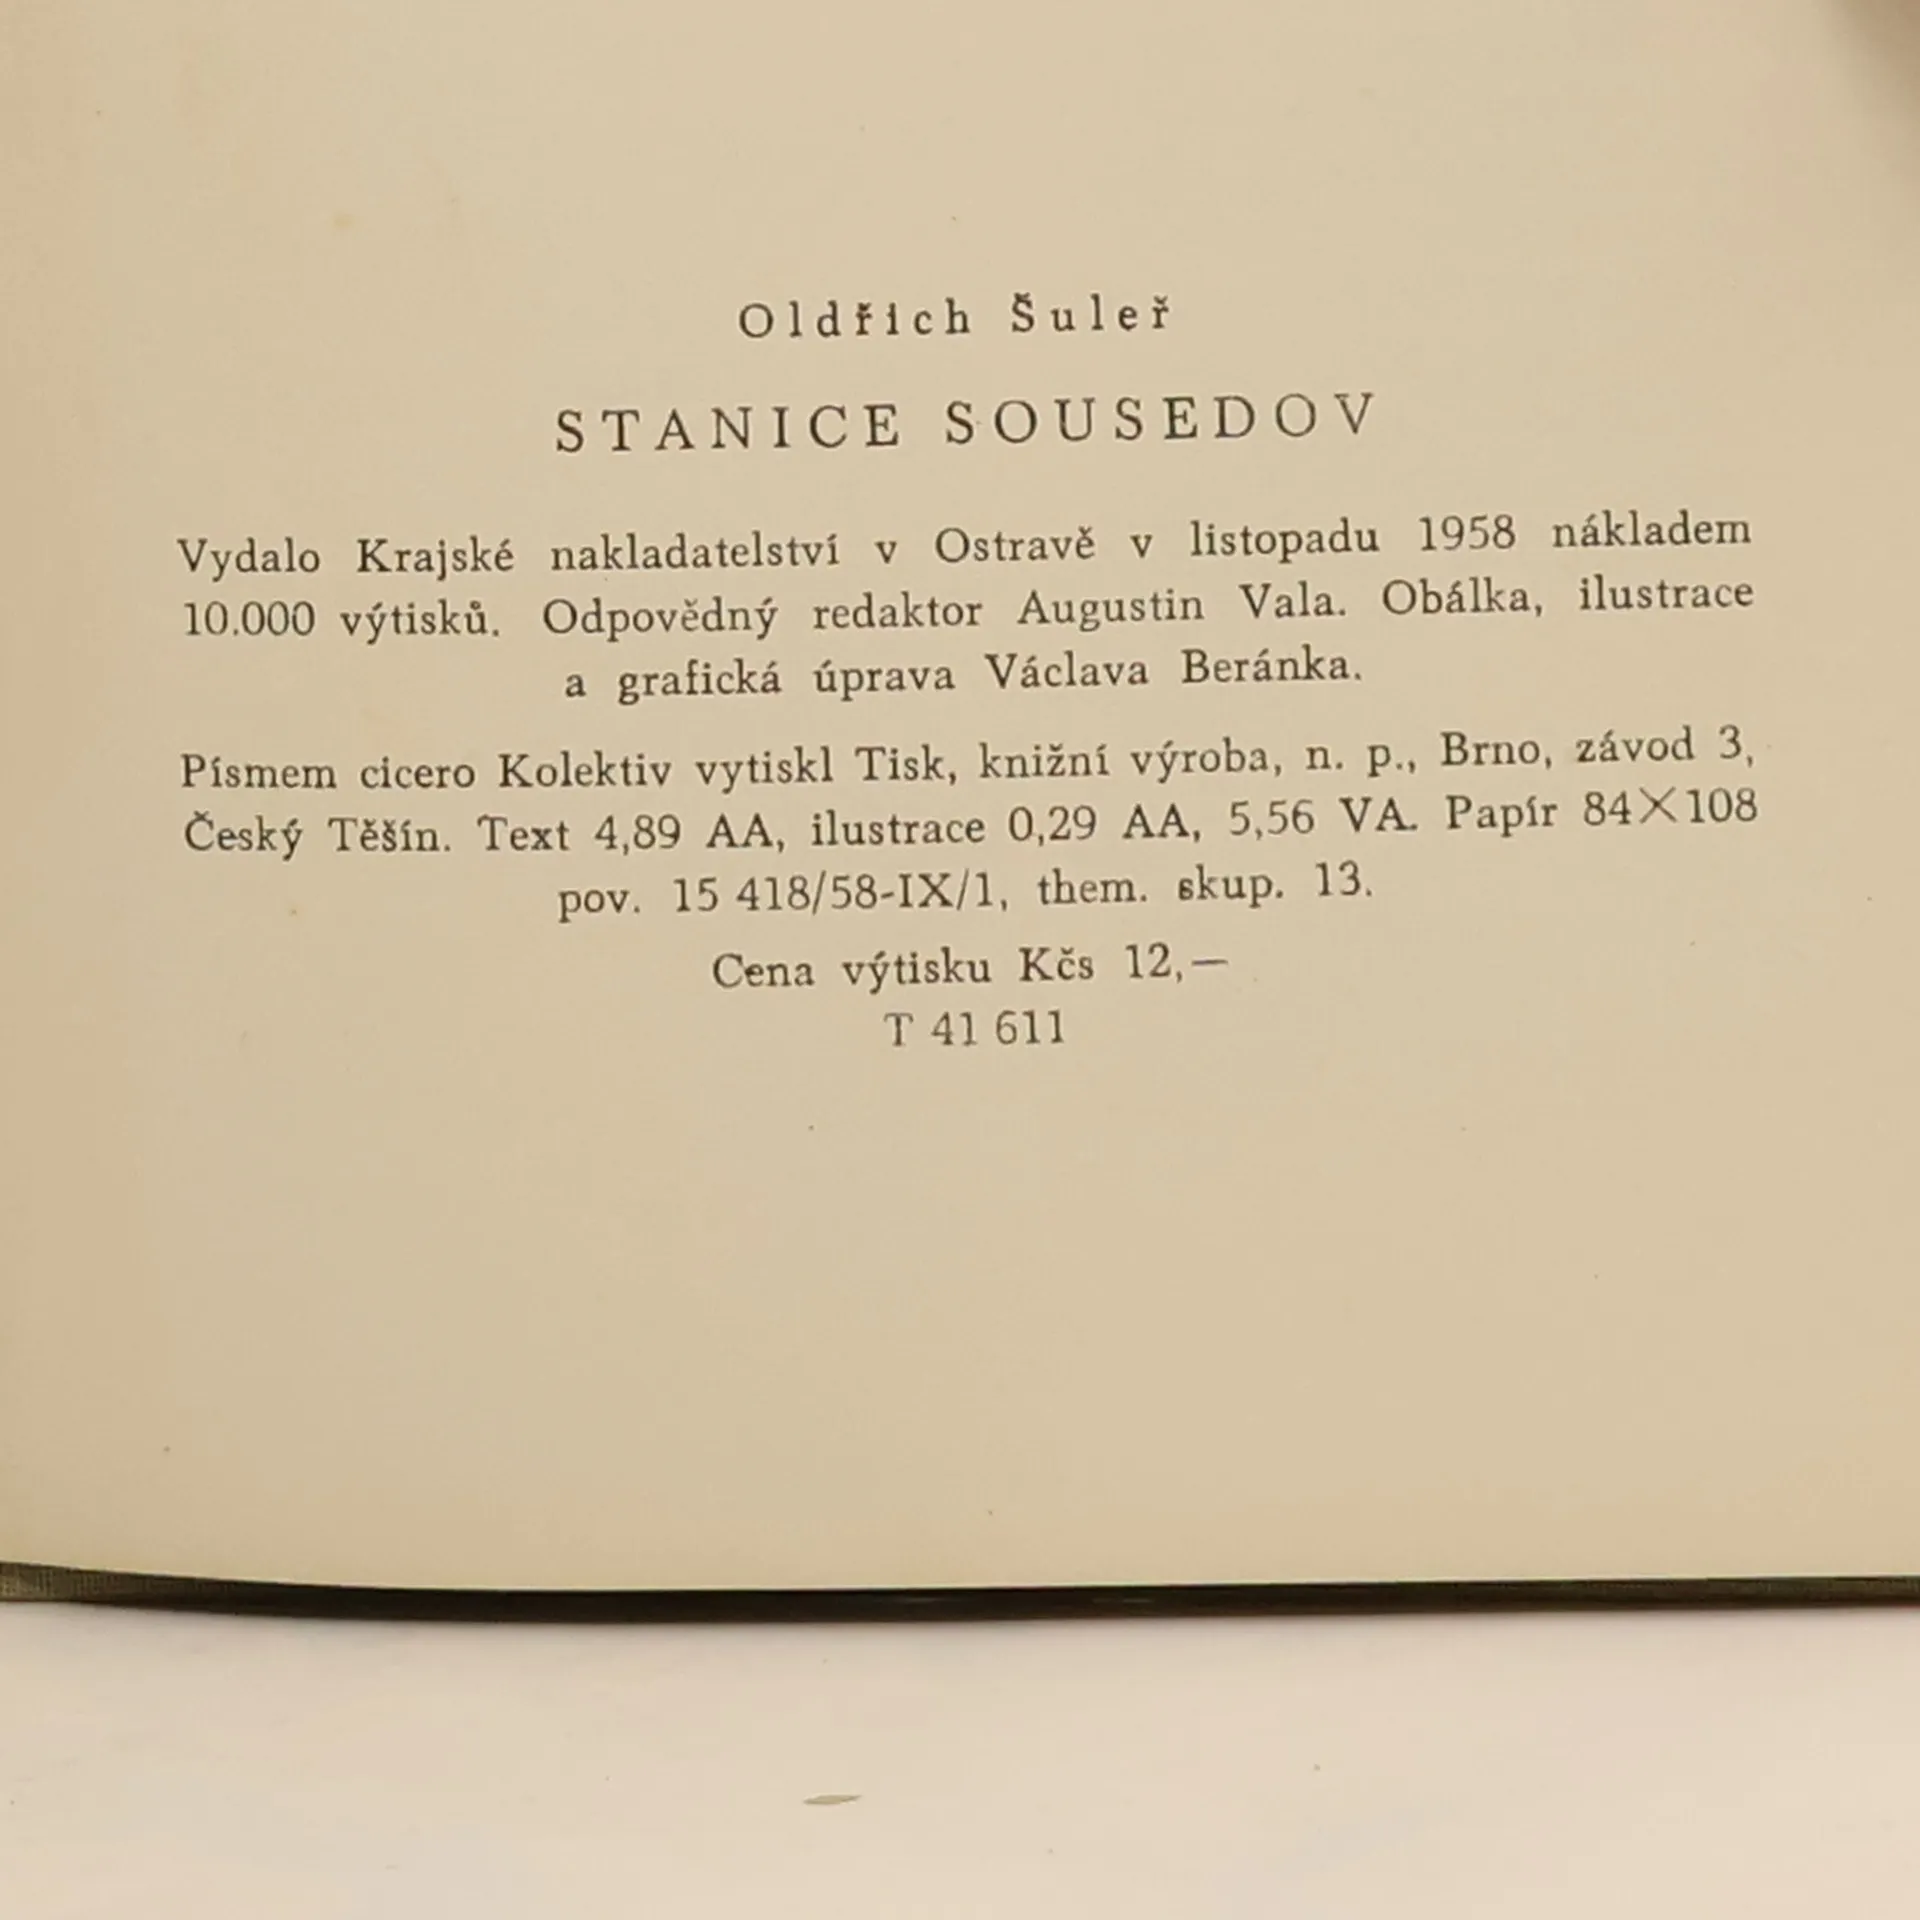 Oldřich Šuleř
STANICE SOUSEDOV
Vydalo Krajské nakladatelství v Ostravě v listopadu 1958 nákladem
10.000 výtisků. Odpovědný redaktor Augustin Vala. Obálka, ilustrace
a grafická úprava Václava Beránka.
Písmem cicero Kolektiv vytiskl Tisk, knižní výroba, n. p., Brno, závod 3,
Český Těšín. Text 4,89 AA, ilustrace 0,29 AA, 5,56 VA. Papír 84×108
pov. 15 418/58-IX/1, them. skup. 13.
Cena výtisku Kčs 12,—
T 41 611